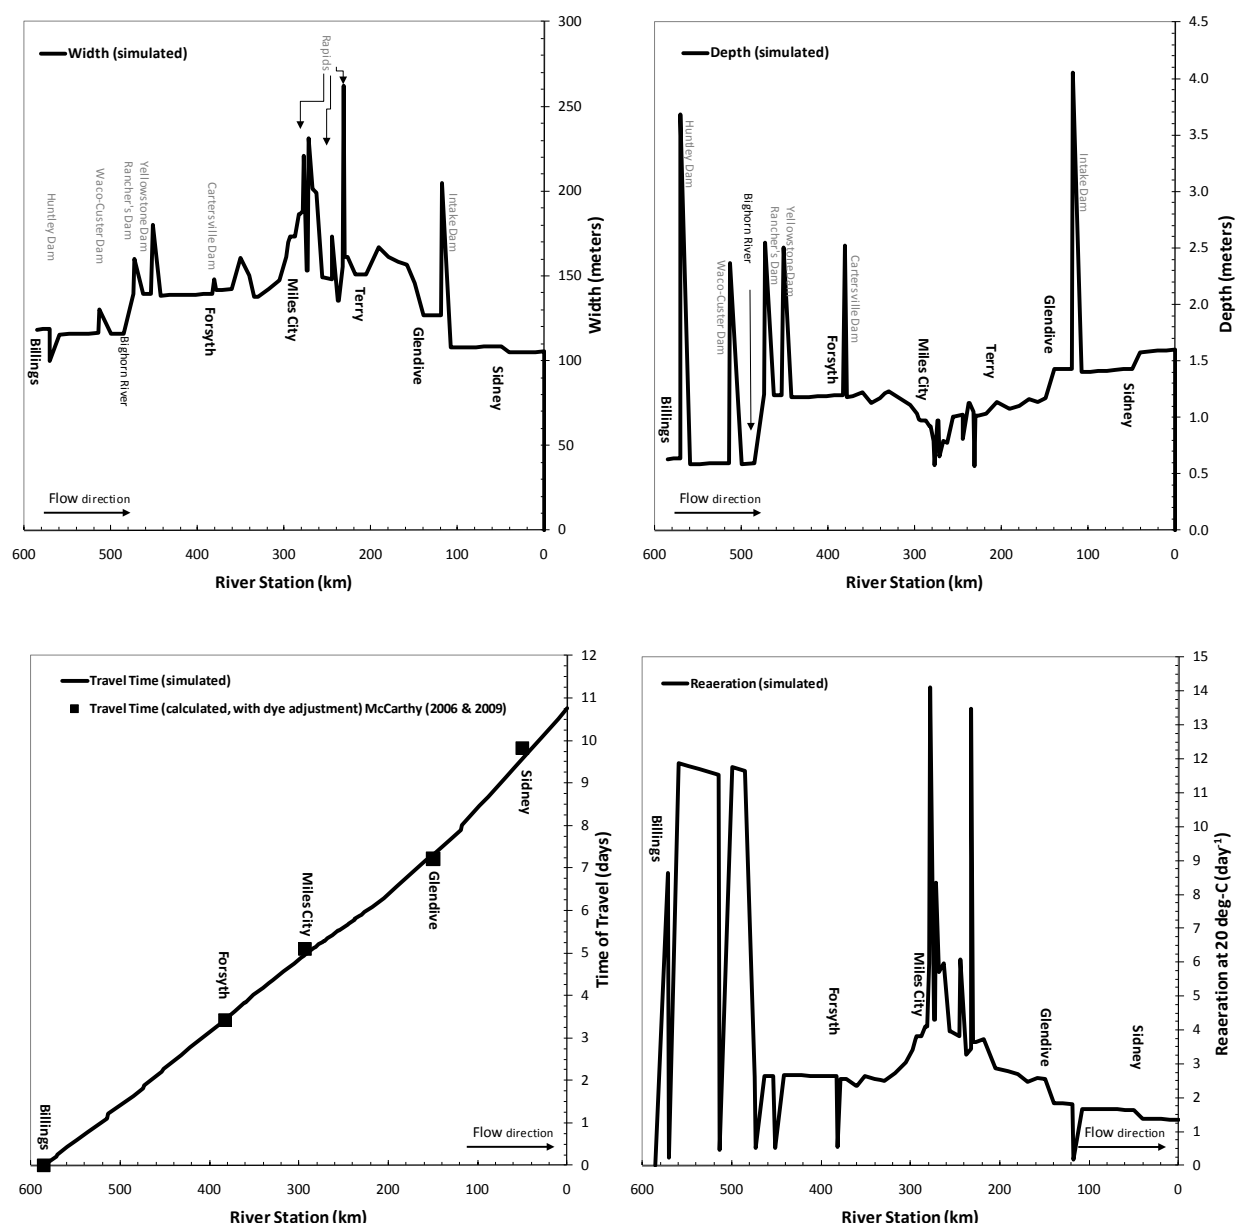 Width (simulated)
Rapids
Huntley Dam
Waco-Custer Dam
Rancher's Dam
Yellowstone Dam
Cartersville Dam
Intake Dam
Billings
Bighorn River
Forsyth
Miles City
Terry
Glendive
Sidney
Flow direction
300
250
200
150
100
50
0
Width (meters)
600 500 400 300 200 100 0
River Station (km)
Depth (simulated)
Huntley Dam
Waco-Custer Dam
Bighorn River
Rancher's Dam
Yellowstone Dam
Cartersville Dam
Intake Dam
Billings
Forsyth
Miles City
Terry
Glendive
Sidney
Flow direction
4.5
4.0
3.5
3.0
2.5
2.0
1.5
1.0
0.5
0.0
Depth (meters)
600 500 400 300 200 100 0
River Station (km)
Travel Time (simulated)
Travel Time (calculated, with dye adjustment) McCarthy (2006 & 2009)
Billings
Forsyth
Miles City
Glendive
Sidney
Flow direction
12
11
10
9
8
7
6
5
4
3
2
1
0
Time of Travel (days)
600 500 400 300 200 100 0
River Station (km)
Reaeration (simulated)
Billings
Forsyth
Miles City
Glendive
Sidney
Flow direction
15
14
13
12
11
10
9
8
7
6
5
4
3
2
1
0
Reaeration at 20 deg-C (day-1)
600 500 400 300 200 100 0
River Station (km)